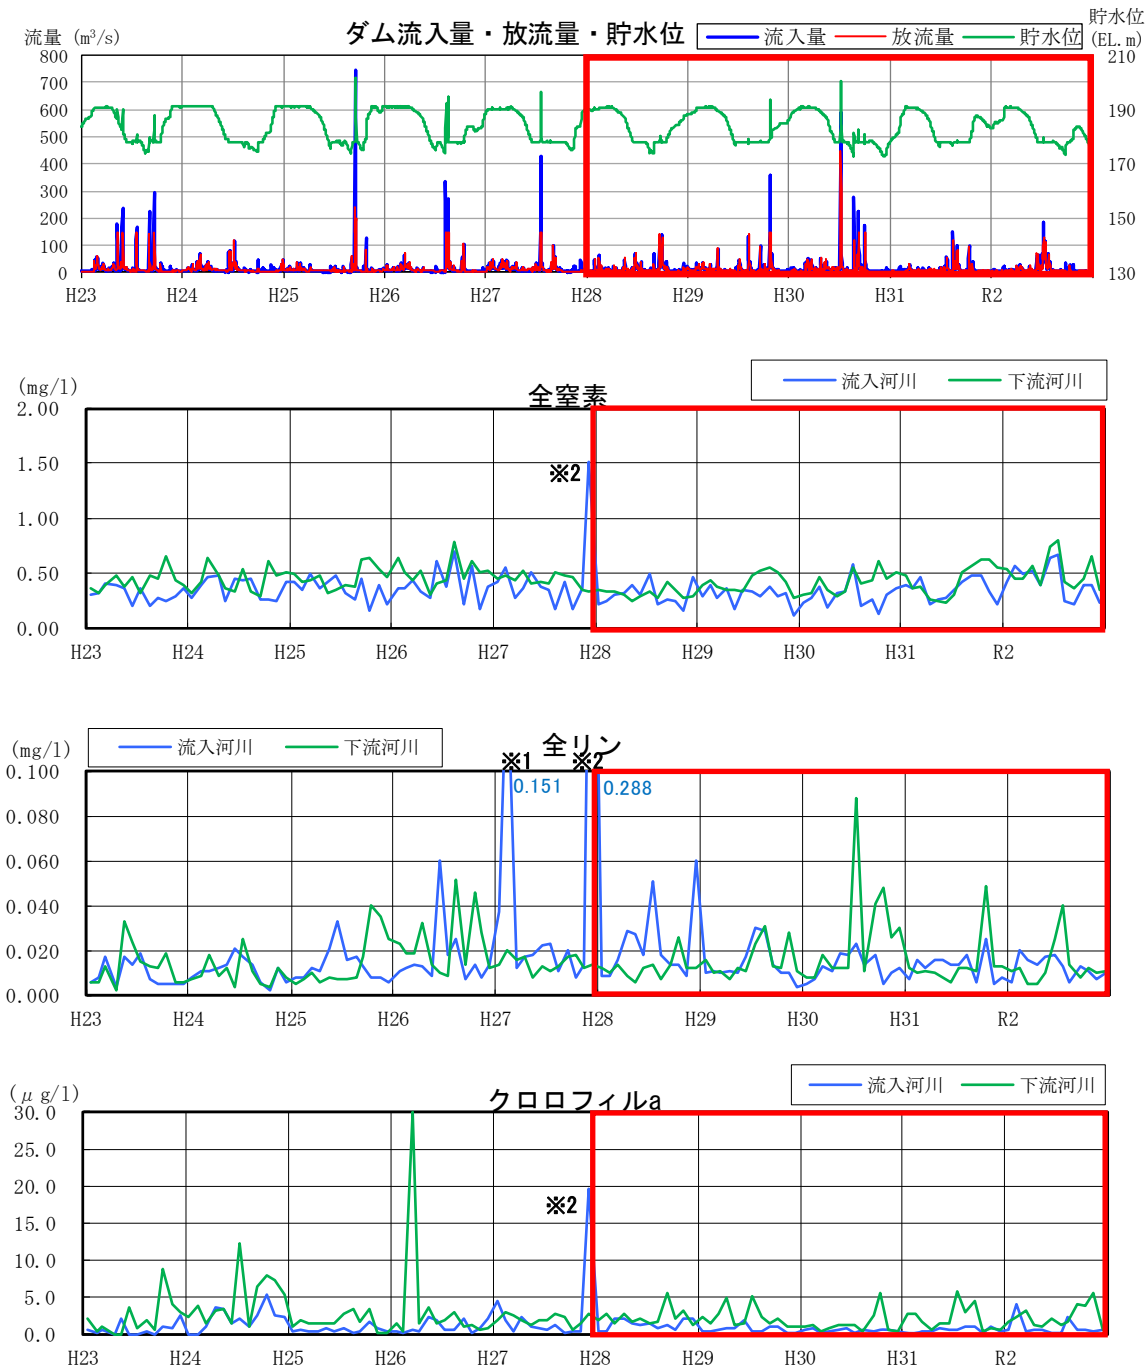 ダム流入量・放流量・貯水位
流量 (m³/s)
流入量 放流量 貯水位
貯水位
(EL.m)
800
700
600
500
400
300
200
100
0
210
190
170
150
130
H23 H24 H25 H26 H27 H28 H29 H30 H31 R2
(mg/l)
全窒素
流入河川 下流河川
2.00
1.50
1.00
0.50
0.00
※2
H23 H24 H25 H26 H27 H28 H29 H30 H31 R2
(mg/l)
流入河川 下流河川
全リン
※1 ※2
0.151 0.288
0.100
0.080
0.060
0.040
0.020
0.000
H23 H24 H25 H26 H27 H28 H29 H30 H31 R2
(μg/l)
クロロフィルa
流入河川 下流河川
30.0
25.0
20.0
15.0
10.0
5.0
0.0
※2
H23 H24 H25 H26 H27 H28 H29 H30 H31 R2